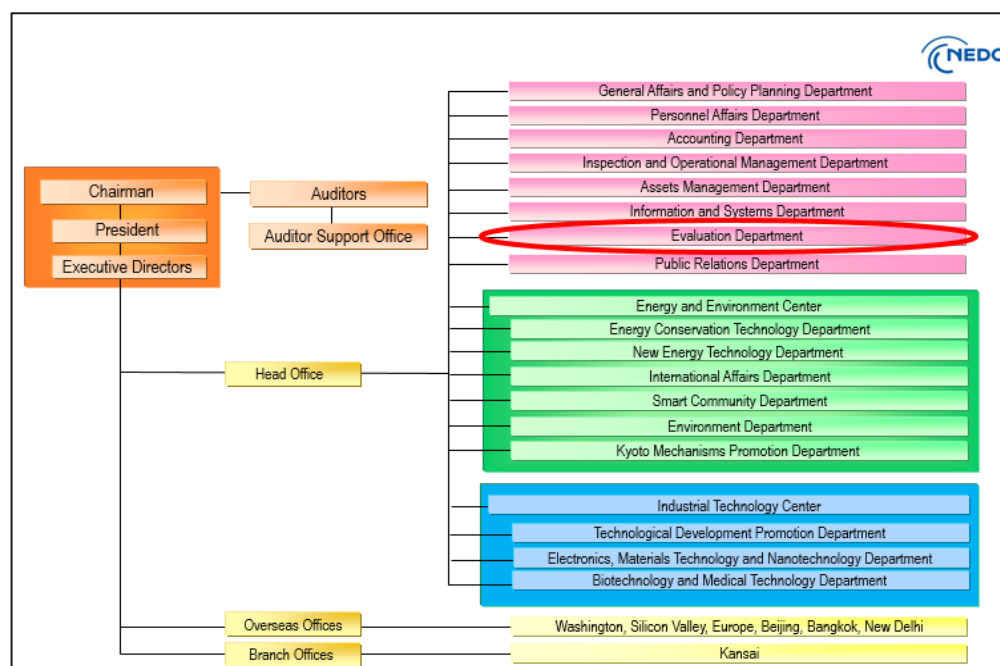 NEDO
General Affairs and Policy Planning Department
Personnel Affairs Department
Accounting Department
Inspection and Operational Management Department
Assets Management Department
Information and Systems Department
Evaluation Department
Public Relations Department
Chairman
President
Executive Directors
Auditors
Auditor Support Office
Head Office
Energy and Environment Center
Energy Conservation Technology Department
New Energy Technology Department
International Affairs Department
Smart Community Department
Environment Department
Kyoto Mechanisms Promotion Department
Industrial Technology Center
Technological Development Promotion Department
Electronics, Materials Technology and Nanotechnology Department
Biotechnology and Medical Technology Department
Overseas Offices
Washington, Silicon Valley, Europe, Beijing, Bangkok, New Delhi
Branch Offices
Kansai